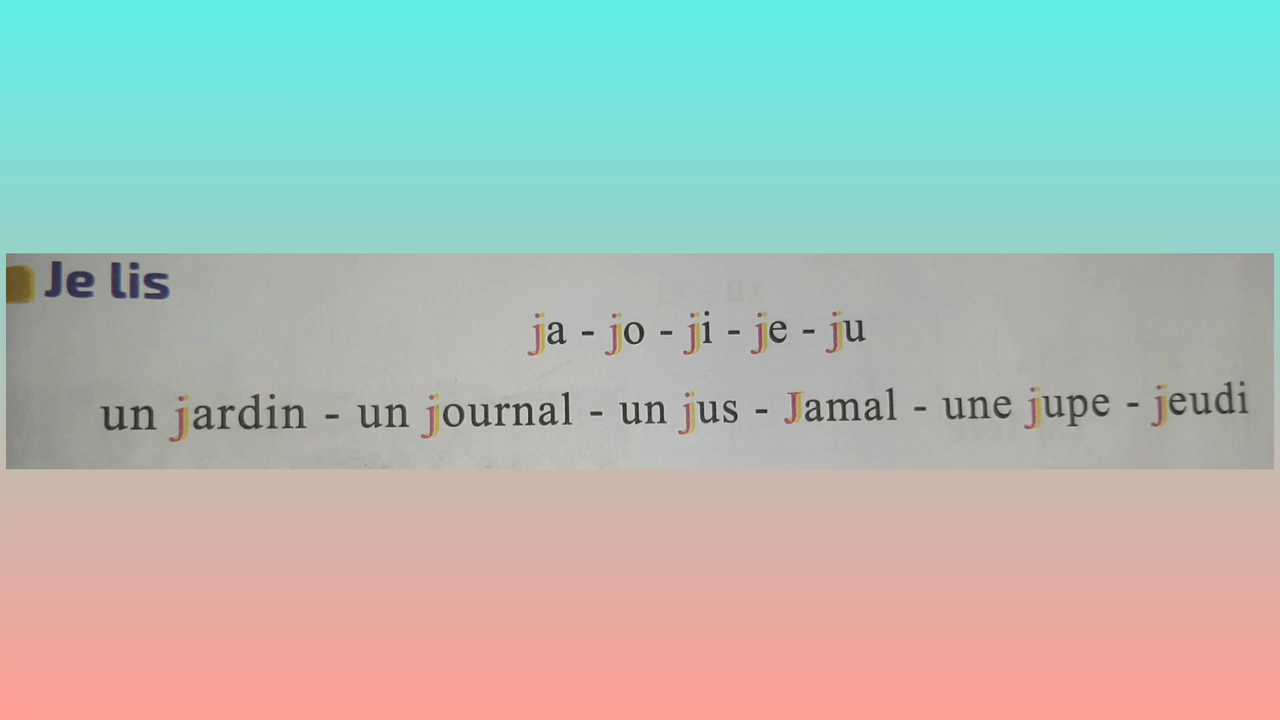 Je lis
ja - jo - ji - je - ju
un jardin - un journal - un jus - Jamal - une jupe - jeudi